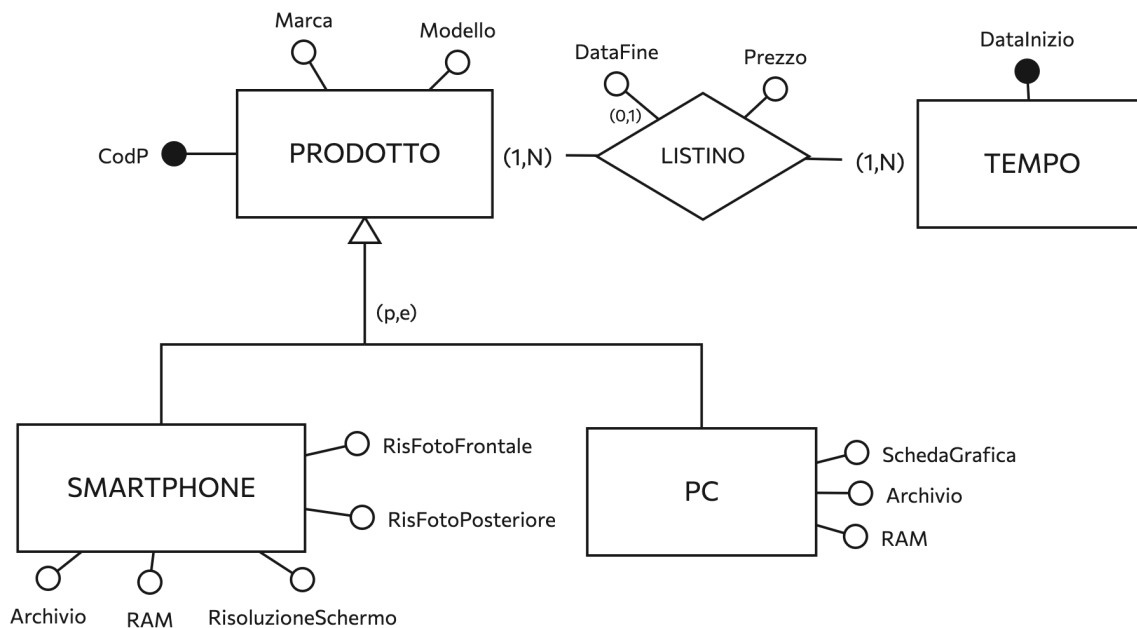 Marca
Modello
CodP
PRODOTTO
(1,N)
DataFine
(0,1)
Prezzo
LISTINO
(1,N)
DataInizio
TEMPO
(p,e)
SMARTPHONE
RisFotoFrontale
RisFotoPosteriore
Archivio
RAM
RisoluzioneSchermo
PC
SchedaGrafica
Archivio
RAM